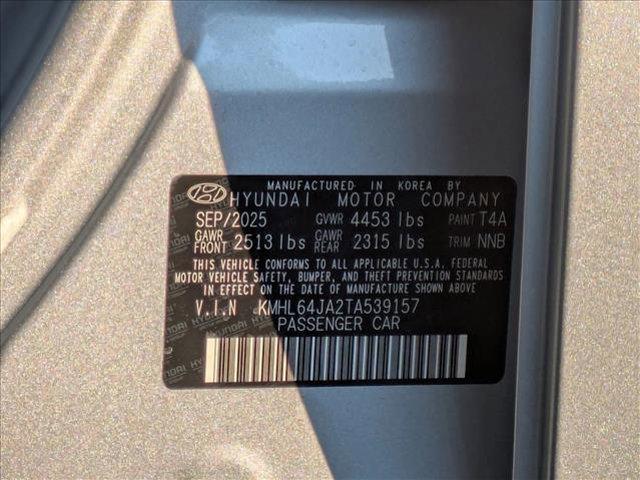 MANUFACTURED IN KOREA BY
HYUNDAI MOTOR COMPANY
SEP/2025 GVWR 4453 lbs PAINT T4A
GAWR FRONT 2513 lbs GAWR REAR 2315 lbs TRIM NNB
THIS VEHICLE CONFORMS TO ALL APPLICABLE U.S.A. FEDERAL
MOTOR VEHICLE SAFETY, BUMPER, AND THEFT PREVENTION STANDARDS
IN EFFECT ON THE DATE OF MANUFACTURE SHOWN ABOVE.
V.I.N KMHL64JA2TA539157
PASSENGER CAR